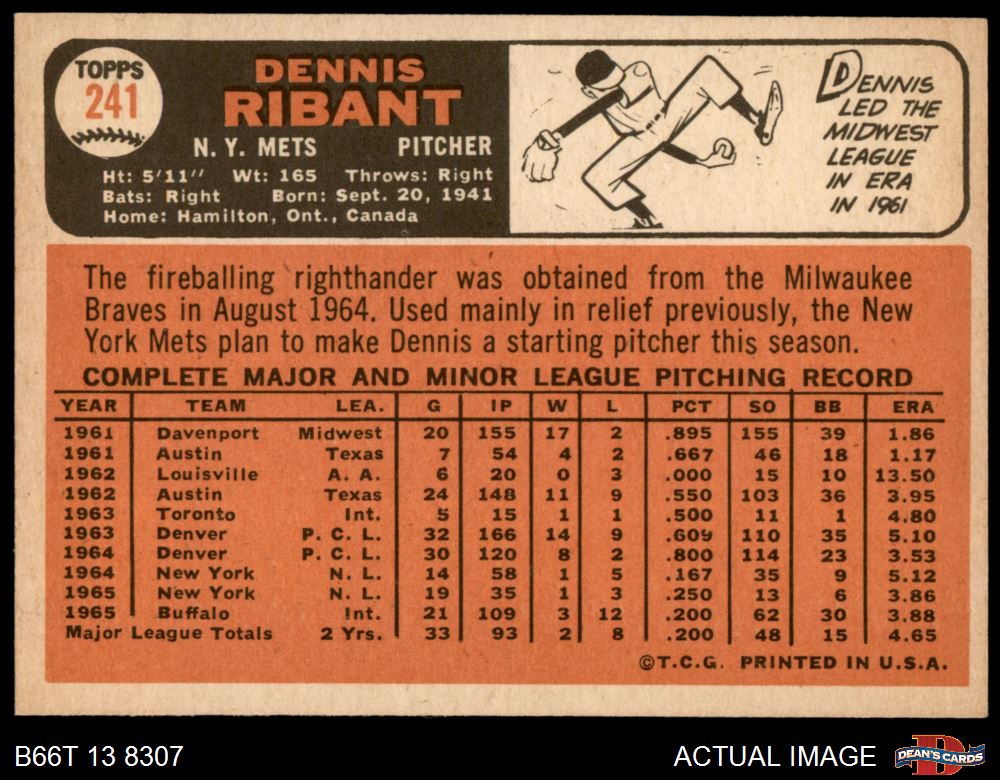 TOPPS
241
DENNIS
RIBANT
N. Y. METS PITCHER
Ht: 5'11" Wt: 165 Throws: Right
Bats: Right Born: Sept. 20, 1941
Home: Hamilton, Ont., Canada
DENNIS
LED THE
MIDWEST
LEAGUE
IN ERA
IN 1961
The fireballing righthander was obtained from the Milwaukee
Braves in August 1964. Used mainly in relief previously, the New
York Mets plan to make Dennis a starting pitcher this season.
COMPLETE MAJOR AND MINOR LEAGUE PITCHING RECORD
YEAR TEAM LEA. G IP W L PCT SO BB ERA
1961 Davenport Midwest 20 155 17 2 .895 155 39 1.86
1961 Austin Texas 7 54 4 2 .667 46 18 1.17
1962 Louisville A. A. 6 20 0 3 .000 15 10 13.50
1962 Austin Texas 24 148 11 9 .550 103 36 3.95
1963 Toronto Int. 5 15 1 1 .500 11 1 4.80
1963 Denver P. C. L. 32 166 14 9 .609 110 35 5.10
1964 Denver P. C. L. 30 120 8 2 .800 114 23 3.53
1964 New York N. L. 14 58 1 5 .167 35 9 5.12
1965 New York N. L. 19 35 1 3 .250 13 6 3.86
1965 Buffalo Int. 21 109 3 12 .200 62 30 3.88
Major League Totals 2 Yrs. 33 93 2 8 .200 48 15 4.65
©T.C.G. PRINTED IN U.S.A.
B66T 13 8307 ACTUAL IMAGE DEAN'S CARDS